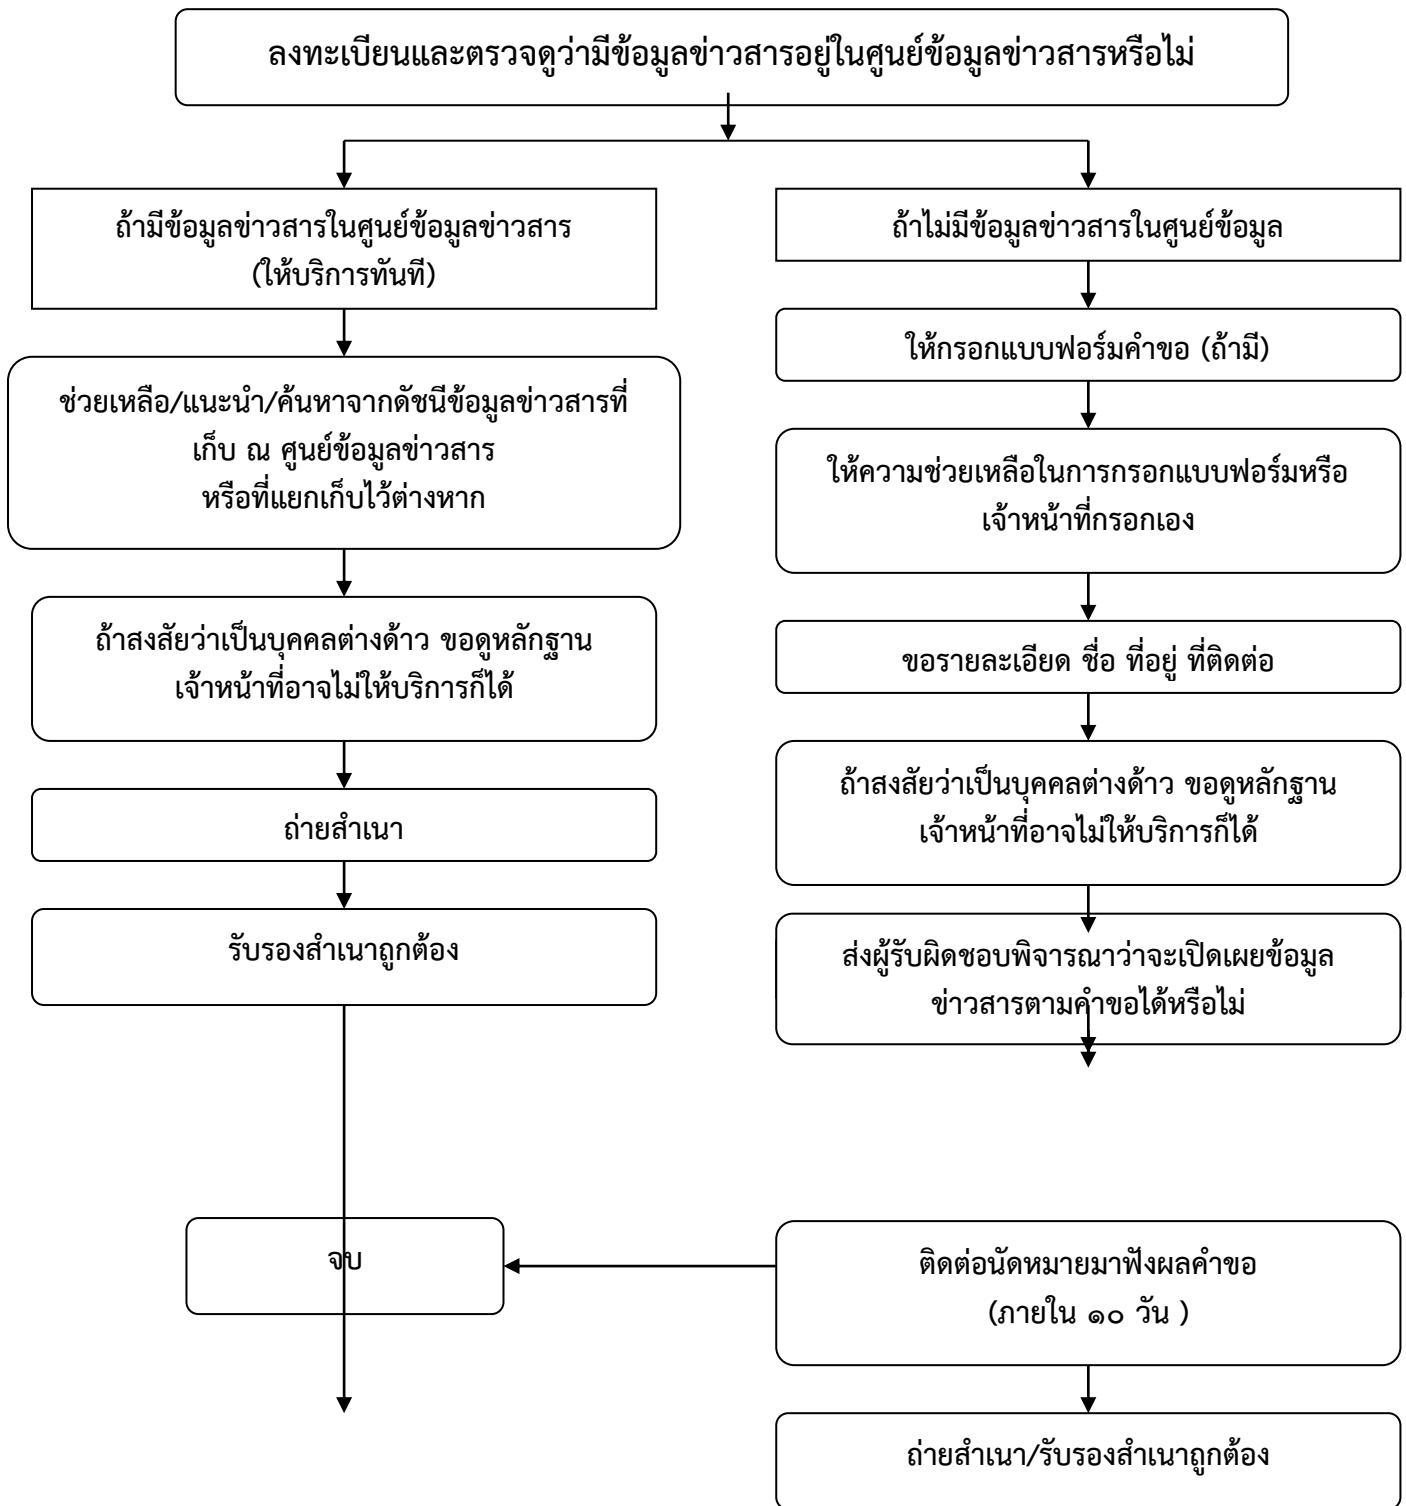 ลงทะเบียนและตรวจดูว่ามีข้อมูลข่าวสารอยู่ในศูนย์ข้อมูลข่าวสารหรือไม่
ถ้ามีข้อมูลข่าวสารในศูนย์ข้อมูลข่าวสาร
(ให้บริการทันที)
ช่วยเหลือ/แนะนำ/ค้นหาจากดัชนีข้อมูลข่าวสารที่
เก็บ ณ ศูนย์ข้อมูลข่าวสาร
หรือที่แยกเก็บไว้ต่างหาก
ถ้าสงสัยว่าเป็นบุคคลต่างด้าว ขอดูหลักฐาน
เจ้าหน้าที่อาจไม่ให้บริการก็ได้
ถ่ายสำเนา
รับรองสำเนาถูกต้อง
จบ
ถ้าไม่มีข้อมูลข่าวสารในศูนย์ข้อมูล
ให้กรอกแบบฟอร์มคำขอ (ถ้ามี)
ให้ความช่วยเหลือในการกรอกแบบฟอร์มหรือ
เจ้าหน้าที่กรอกเอง
ขอรายละเอียด ชื่อ ที่อยู่ ที่ติดต่อ
ถ้าสงสัยว่าเป็นบุคคลต่างด้าว ขอดูหลักฐาน
เจ้าหน้าที่อาจไม่ให้บริการก็ได้
ส่งผู้รับผิดชอบพิจารณาว่าจะเปิดเผยข้อมูล
ข่าวสารตามคำขอได้หรือไม่
ติดต่อนัดหมายมาฟังผลคำขอ
(ภายใน ๑๐ วัน )
ถ่ายสำเนา/รับรองสำเนาถูกต้อง